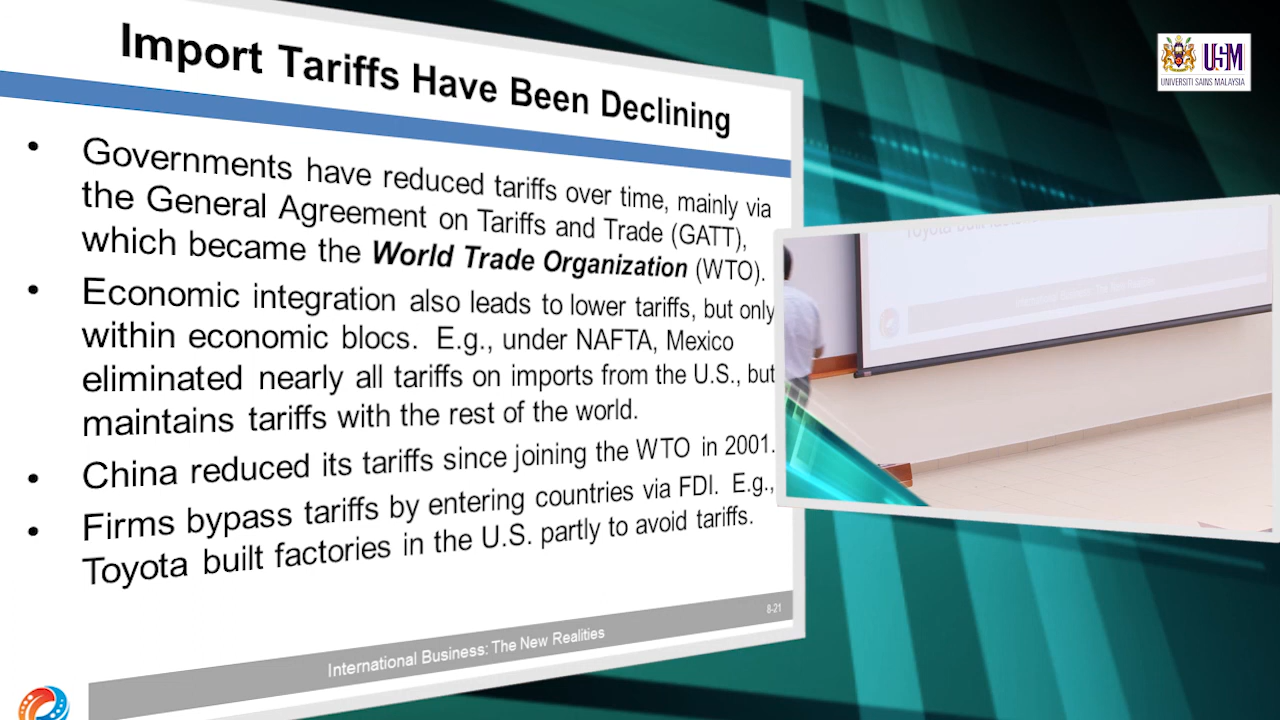 Import Tariffs Have Been Declining
• Governments have reduced tariffs over time, mainly via
the General Agreement on Tariffs and Trade (GATT),
which became the World Trade Organization (WTO).
• Economic integration also leads to lower tariffs, but only
within economic blocs. E.g., under NAFTA, Mexico
eliminated nearly all tariffs on imports from the U.S., but
maintains tariffs with the rest of the world.
• China reduced its tariffs since joining the WTO in 2001.
• Firms bypass tariffs by entering countries via FDI. E.g.,
Toyota built factories in the U.S. partly to avoid tariffs.
8-21
International Business: The New Realities
USM
UNIVERSITI SAINS MALAYSIA